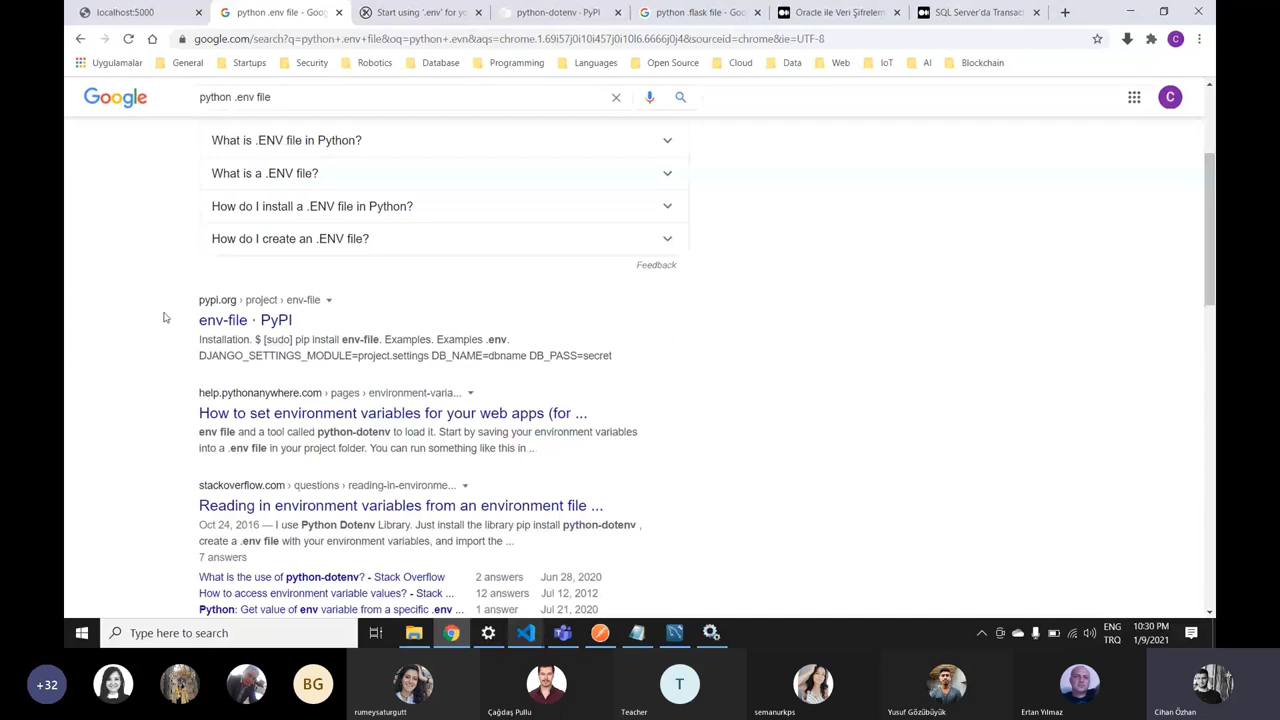 localhost:5000
python .env file - Goo
Start using '.env' for yo
python-dotenv · PyPI
python .flask file - Goo
Oracle ile Veri Şifrelem
SQL Server'da Transac
google.com/search?q=python+.env+file&oq=python+.evn&aqs=chrome.1.69i57j0i10i457j0i10l6.6666j0j4&sourceid=chrome&ie=UTF-8
C
Uygulamalar
General
Startups
Security
Robotics
Database
Programming
Languages
Open Source
Cloud
Data
Web
IoT
AI
Blockchain
Google
python .env file
C
What is .ENV file in Python?
What is a .ENV file?
How do I install a .ENV file in Python?
How do I create an .ENV file?
Feedback
pypi.org › project › env-file
env-file · PyPI
Installation. $ [sudo] pip install env-file. Examples. Examples .env.
DJANGO_SETTINGS_MODULE=project.settings DB_NAME=dbname DB_PASS=secret
help.pythonanywhere.com › pages › environment-varia...
How to set environment variables for your web apps (for ...
env file and a tool called python-dotenv to load it. Start by saving your environment variables
into a .env file in your project folder. You can run something like this in ...
stackoverflow.com › questions › reading-in-environme...
Reading in environment variables from an environment file ...
Oct 24, 2016 — I use Python Dotenv Library. Just install the library pip install python-dotenv ,
create a .env file with your environment variables, and import the ...
7 answers
What is the use of python-dotenv? - Stack Overflow 2 answers Jun 28, 2020
How to access environment variable values? - Stack ... 12 answers Jul 12, 2012
Python: Get value of env variable from a specific .env ... 1 answer Jul 21, 2020
Type here to search
ENG
TRQ
10:30 PM
1/9/2021
+32
BG
rumeysaturgutt
Çağdaş Pullu
T
Teacher
semanurkps
Yusuf Gözübüyük
Ertan Yılmaz
Cihan Özhan